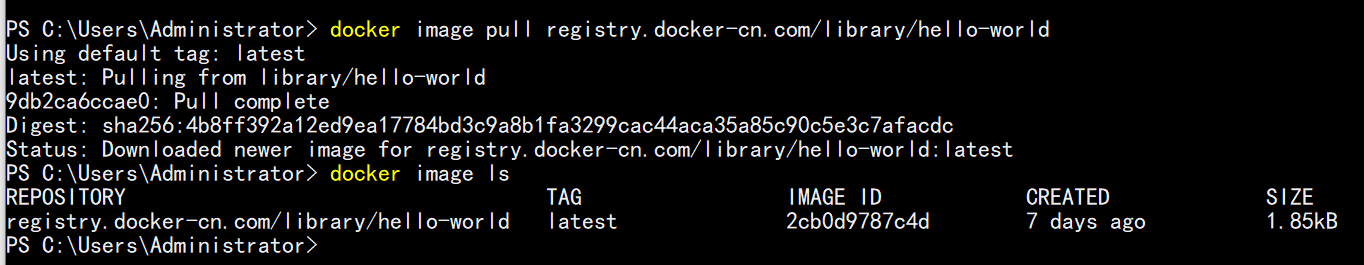 PS C:\Users\Administrator> docker image pull registry.docker-cn.com/library/hello-world
Using default tag: latest
latest: Pulling from library/hello-world
9db2ca6ccae0: Pull complete
Digest: sha256:4b8ff392a12ed9ea17784bd3c9a8b1fa3299cac44aca35a85c90c5e3c7afacdc
Status: Downloaded newer image for registry.docker-cn.com/library/hello-world:latest
PS C:\Users\Administrator> docker image ls
REPOSITORY TAG IMAGE ID CREATED SIZE
registry.docker-cn.com/library/hello-world latest 2cb0d9787c4d 7 days ago 1.85kB
PS C:\Users\Administrator>